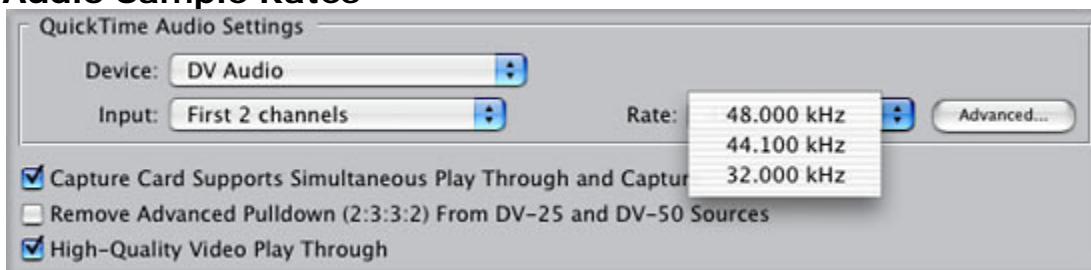 Audio Sample Rates
QuickTime Audio Settings
Device: DV Audio
Input: First 2 channels Rate: 48.000 kHz Advanced...
44.100 kHz
32.000 kHz
Capture Card Supports Simultaneous Play Through and Captur
Remove Advanced Pulldown (2:3:3:2) From DV-25 and DV-50 Sources
High-Quality Video Play Through